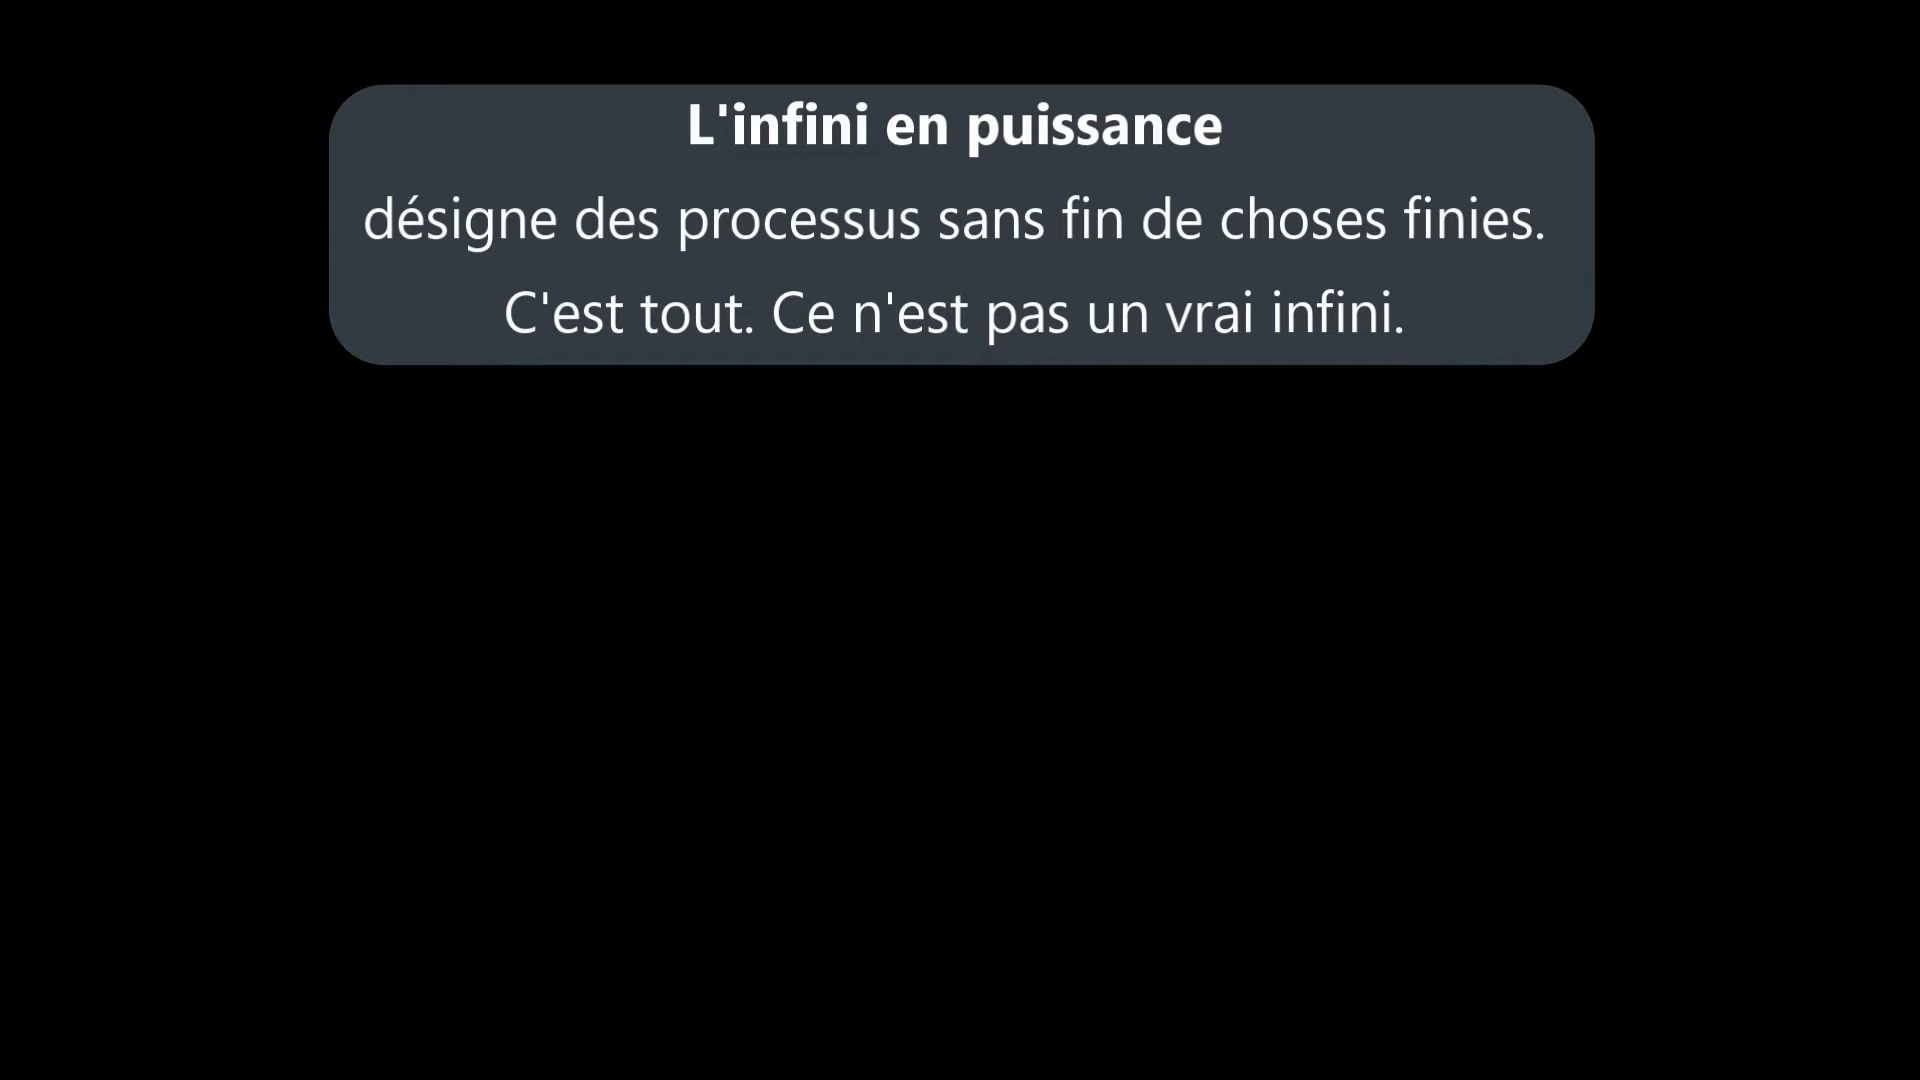 L'infini en puissance
désigne des processus sans fin de choses finies.
C'est tout. Ce n'est pas un vrai infini.